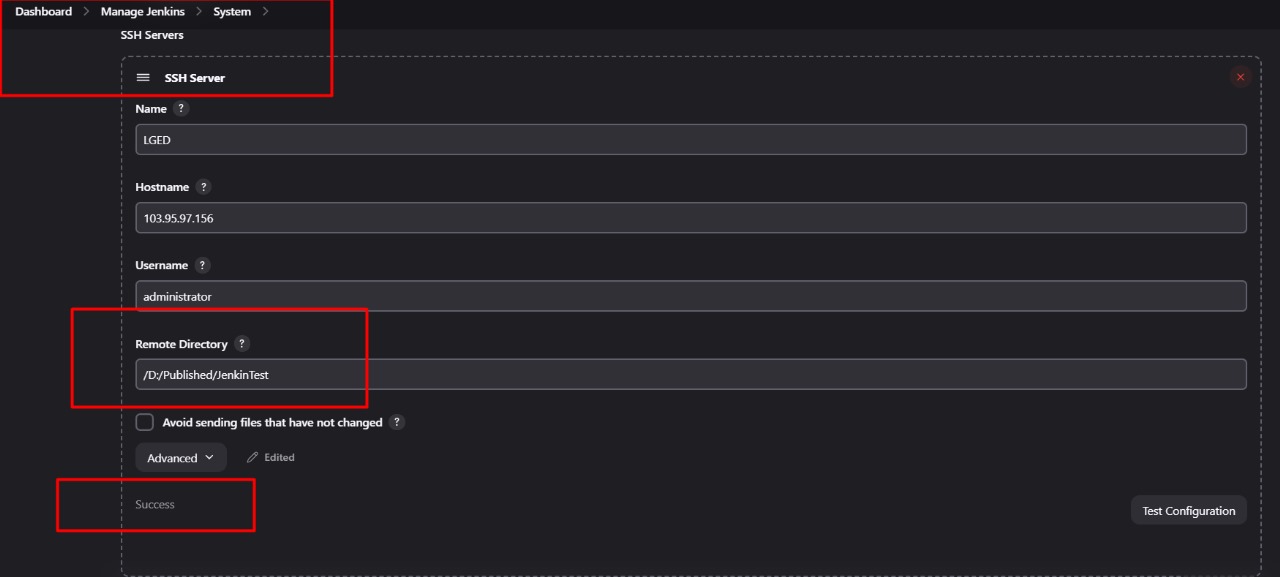 Dashboard > Manage Jenkins > System >
SSH Servers
SSH Server
Name ?
LGED
Hostname ?
103.95.97.156
Username ?
administrator
Remote Directory ?
/D:/Published/JenkinTest
Avoid sending files that have not changed ?
Advanced Edited
Success
Test Configuration